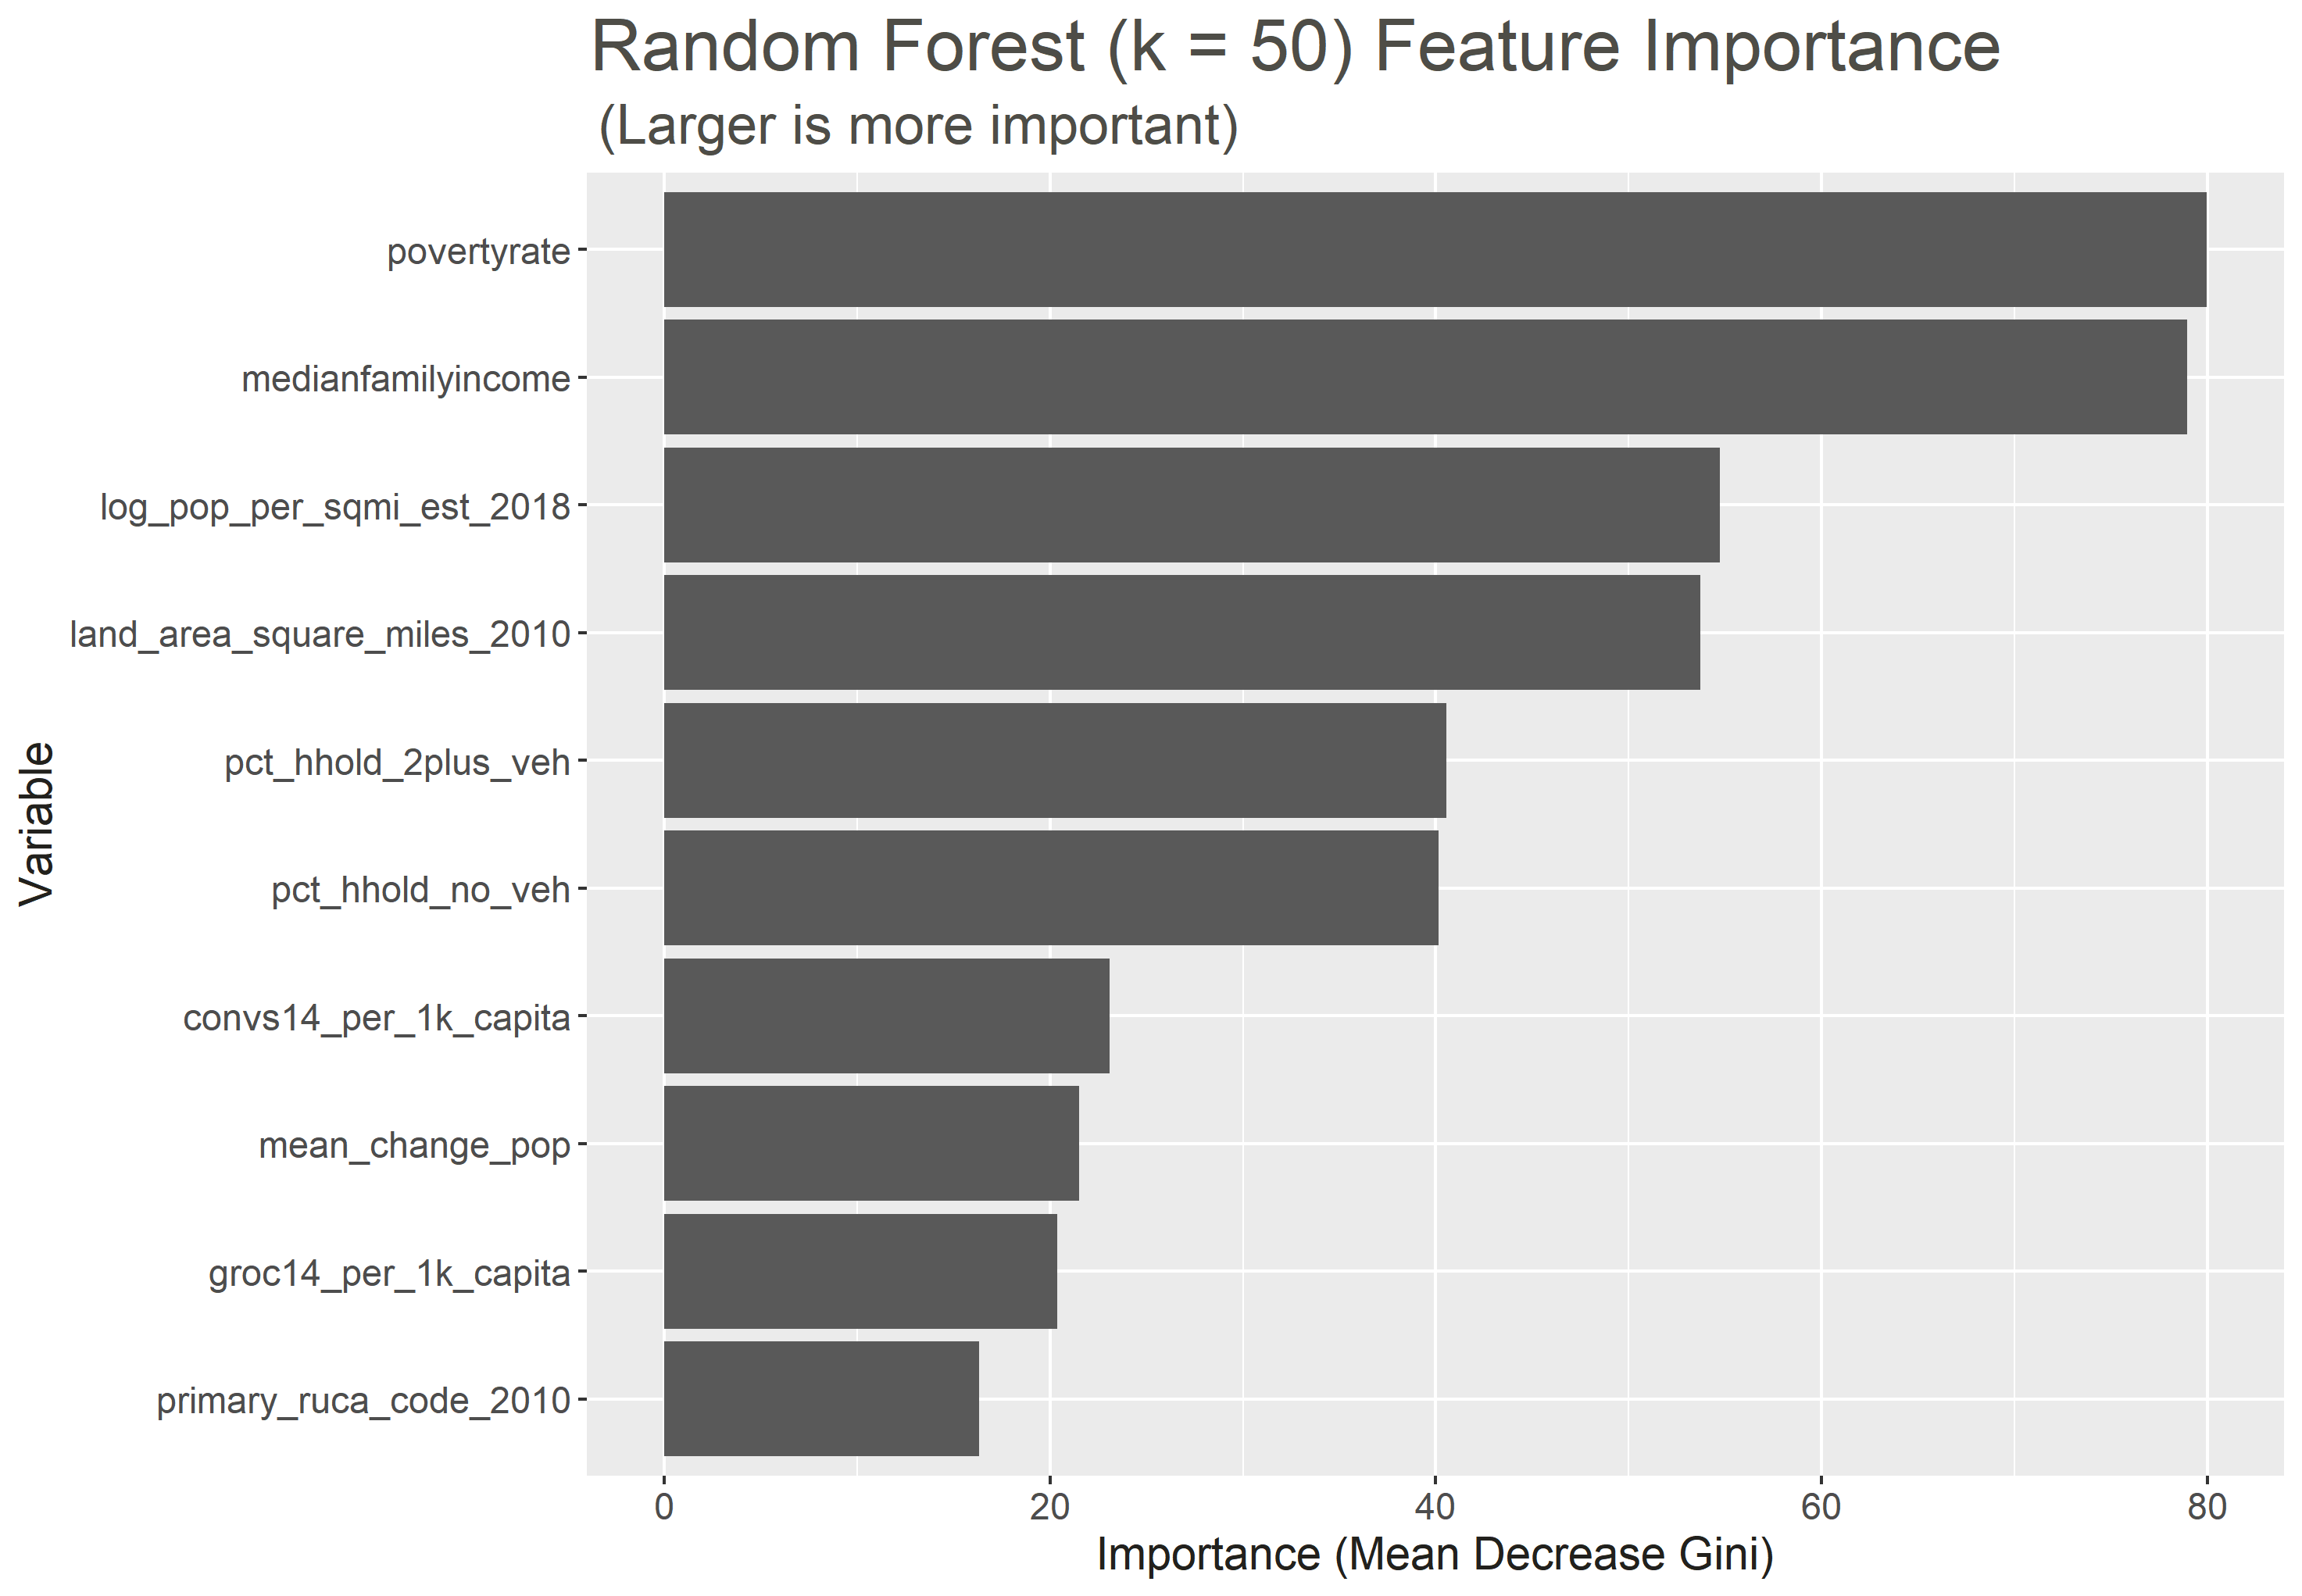 Random Forest (k = 50) Feature Importance
(Larger is more important)
Variable
povertyrate
medianfamilyincome
log_pop_per_sqmi_est_2018
land_area_square_miles_2010
pct_hhold_2plus_veh
pct_hhold_no_veh
convs14_per_1k_capita
mean_change_pop
groc14_per_1k_capita
primary_ruca_code_2010
0 20 40 60 80
Importance (Mean Decrease Gini)